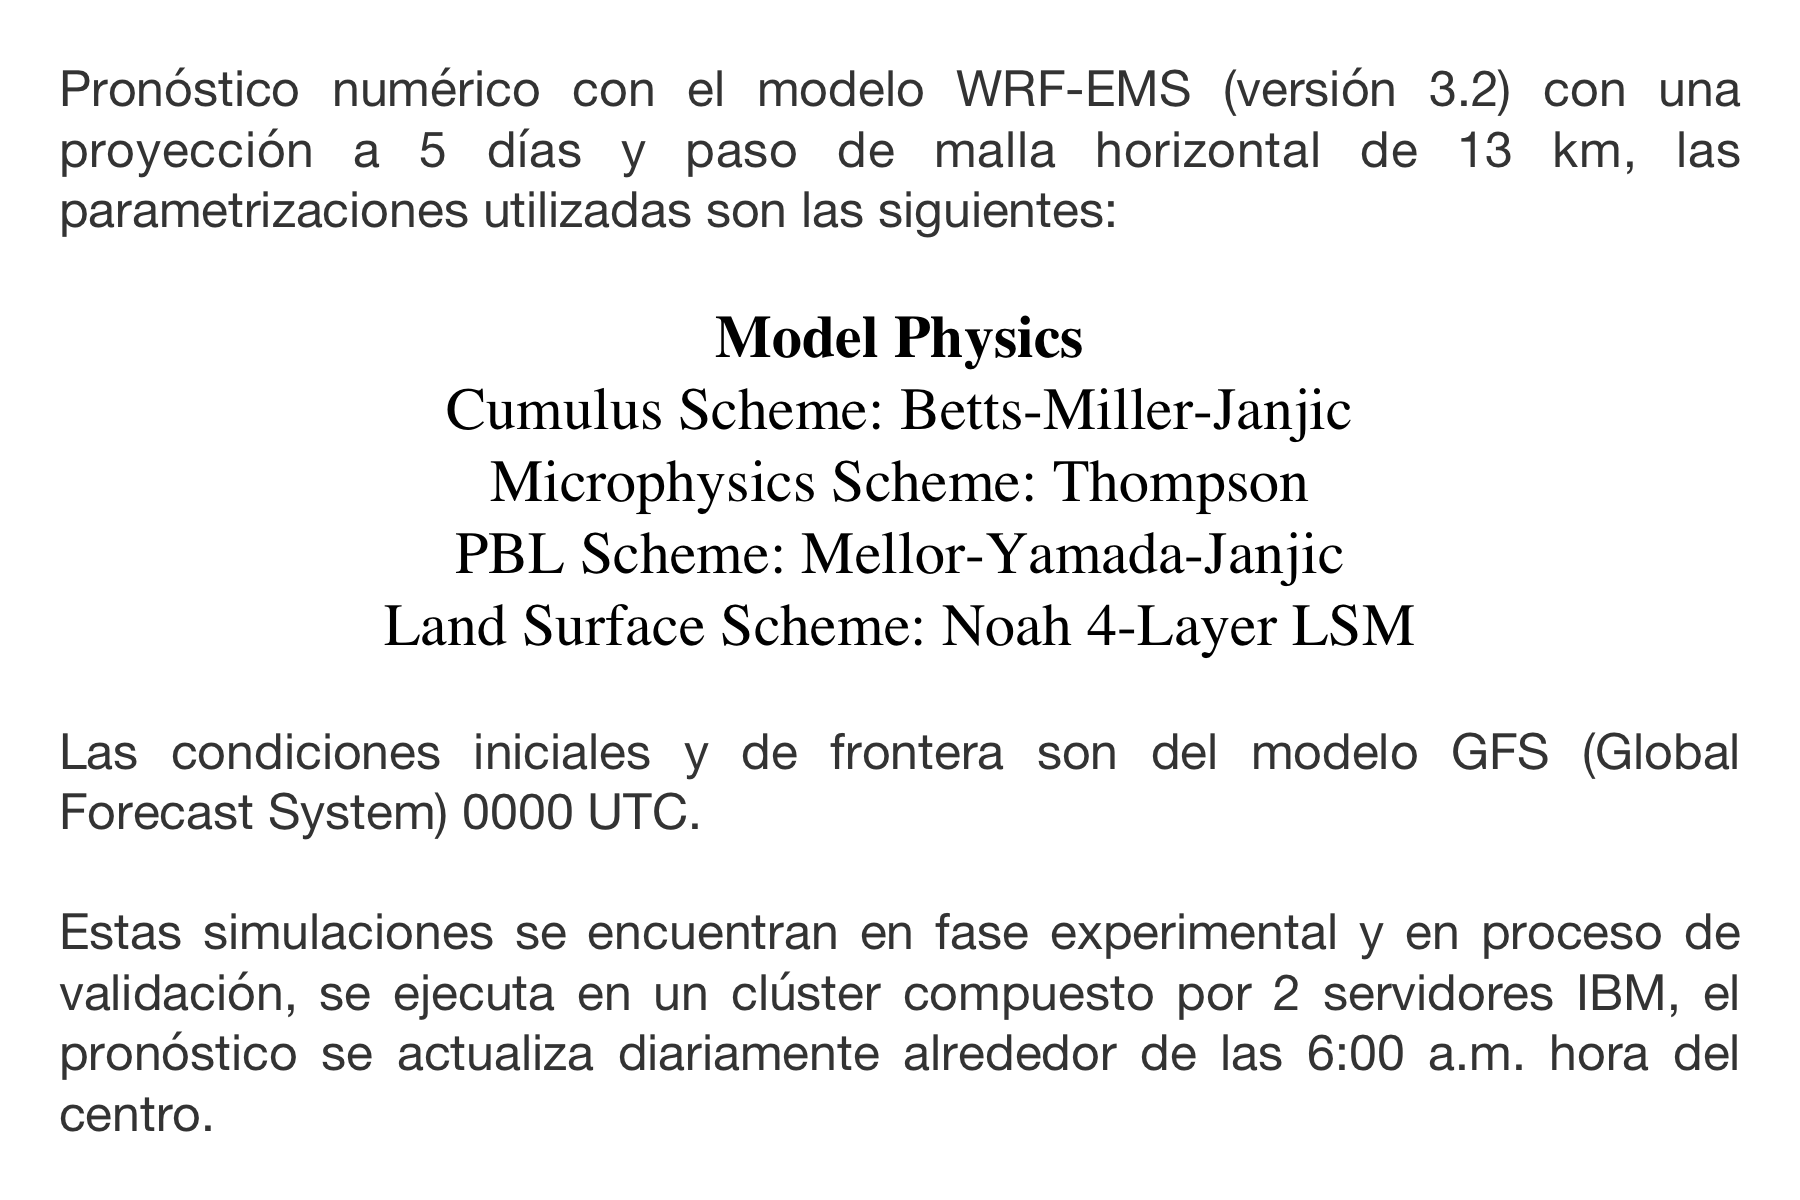 Pronóstico numérico con el modelo WRF-EMS (versión 3.2) con una
proyección a 5 días y paso de malla horizontal de 13 km, las
parametrizaciones utilizadas son las siguientes:
Model Physics
Cumulus Scheme: Betts-Miller-Janjic
Microphysics Scheme: Thompson
PBL Scheme: Mellor-Yamada-Janjic
Land Surface Scheme: Noah 4-Layer LSM
Las condiciones iniciales y de frontera son del modelo GFS (Global
Forecast System) 0000 UTC.
Estas simulaciones se encuentran en fase experimental y en proceso de
validación, se ejecuta en un clúster compuesto por 2 servidores IBM, el
pronóstico se actualiza diariamente alrededor de las 6:00 a.m. hora del
centro.